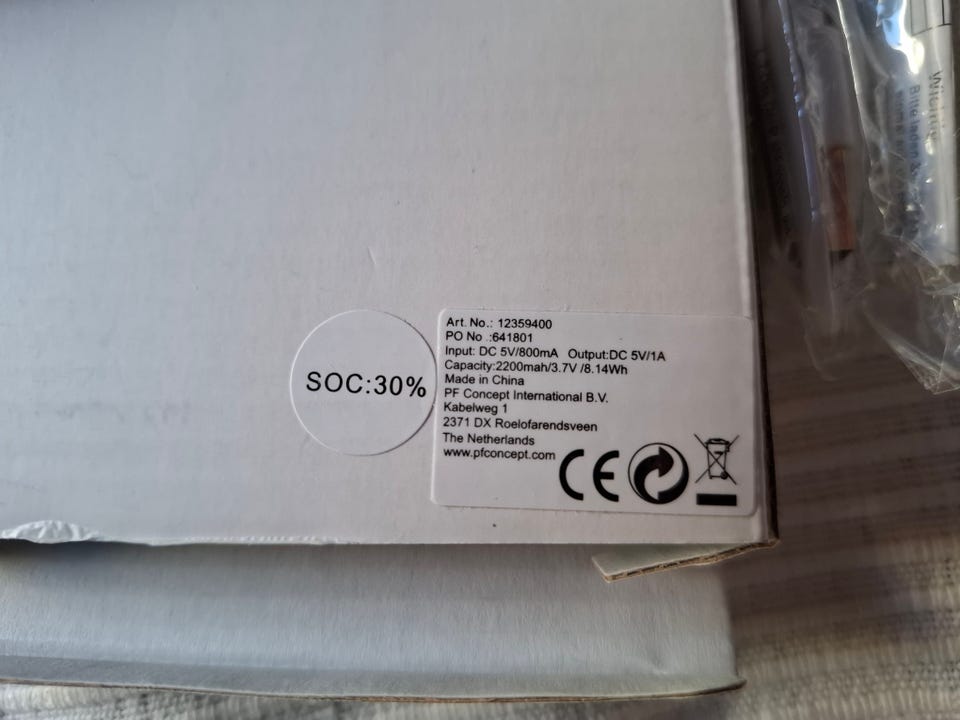 SOC:30%
Art. No.: 12359400
PO No .:641801
Input: DC 5V/800mA Output:DC 5V/1A
Capacity:2200mah/3.7V /8.14Wh
Made in China
PF Concept International B.V.
Kabelweg 1
2371 DX Roelofarendsveen
The Netherlands
www.pfconcept.com
CE
Bitte laden